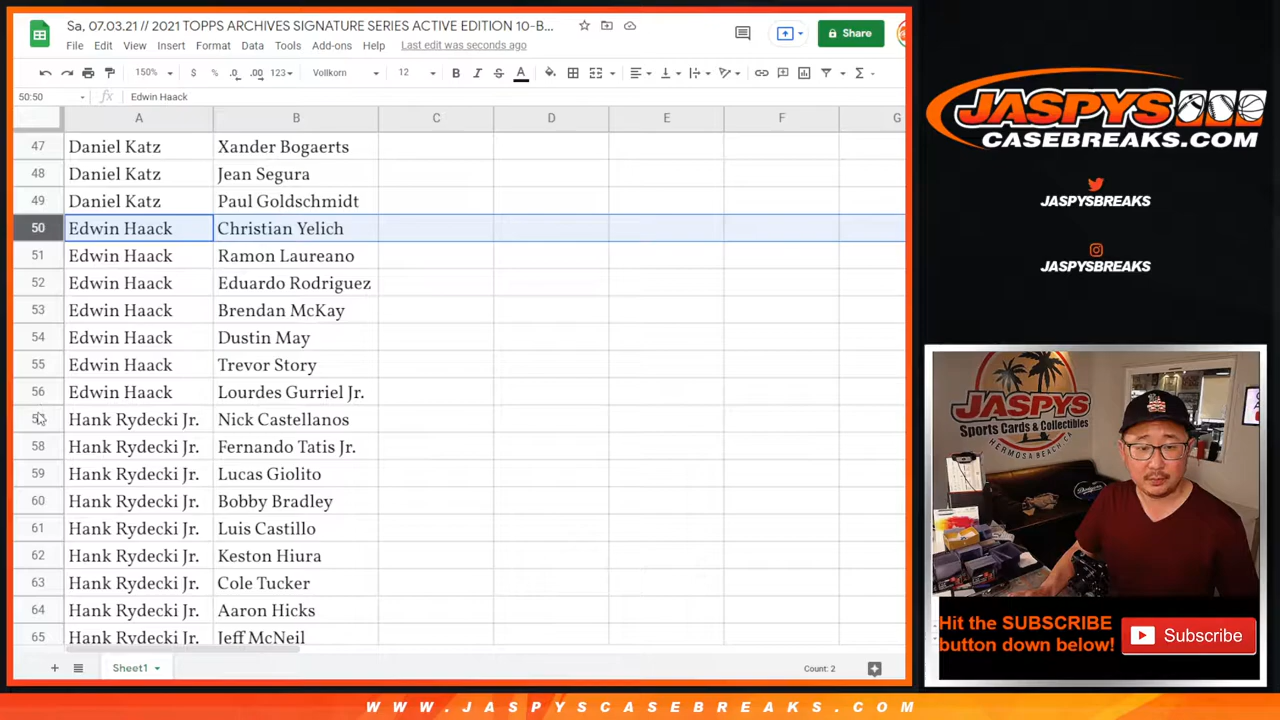 Sa, 07.03.21 // 2021 TOPPS ARCHIVES SIGNATURE SERIES ACTIVE EDITION 10-B...
File Edit View Insert Format Data Tools Add-ons Help Last edit was seconds ago
Share
150% $ % .0 .00 123 Vollkorn 12 B I S A
50:50 fx Edwin Haack
A B C D E F G
47 Daniel Katz Xander Bogaerts
48 Daniel Katz Jean Segura
49 Daniel Katz Paul Goldschmidt
50 Edwin Haack Christian Yelich
51 Edwin Haack Ramon Laureano
52 Edwin Haack Eduardo Rodriguez
53 Edwin Haack Brendan McKay
54 Edwin Haack Dustin May
55 Edwin Haack Trevor Story
56 Edwin Haack Lourdes Gurriel Jr.
Hank Rydecki Jr. Nick Castellanos
58 Hank Rydecki Jr. Fernando Tatis Jr.
59 Hank Rydecki Jr. Lucas Giolito
60 Hank Rydecki Jr. Bobby Bradley
61 Hank Rydecki Jr. Luis Castillo
62 Hank Rydecki Jr. Keston Hiura
63 Hank Rydecki Jr. Cole Tucker
64 Hank Rydecki Jr. Aaron Hicks
65 Hank Rydecki Jr. Jeff McNeil
Sheet1
Count: 2
JASPYS
CASEBREAKS.COM
JASPYSBREAKS
JASPYSBREAKS
JASPYS
Sports Cards & Collectibles
HERMOSA BEACH CA
Dodgers
Hit the SUBSCRIBE
button down below!
Subscribe
WWW.JASPYSCASEBREAKS.COM